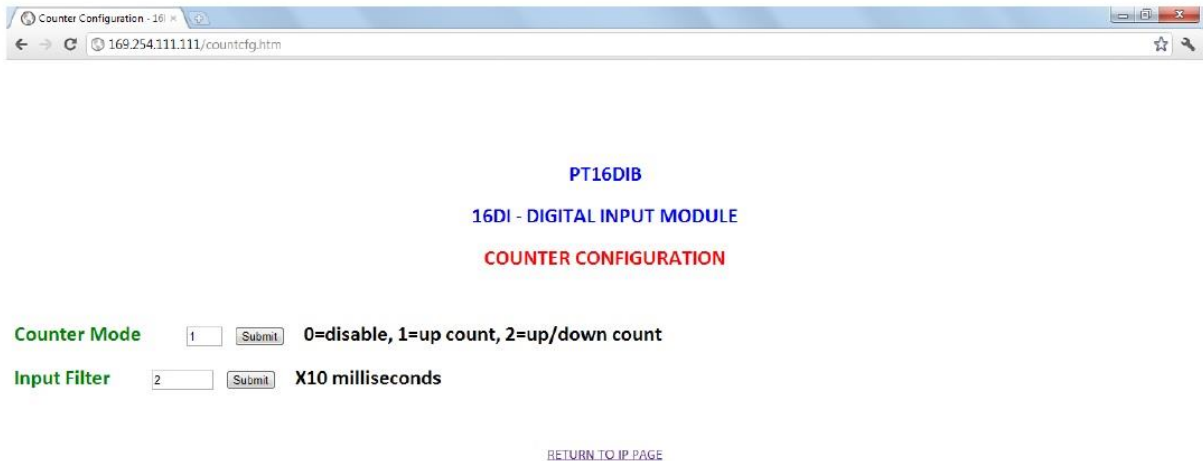 Counter Configuration - 16
169.254.111.111/countcfg.htm
PT16DIB
16DI - DIGITAL INPUT MODULE
COUNTER CONFIGURATION
Counter Mode 1 Submit 0=disable, 1=up count, 2=up/down count
Input Filter 2 Submit X10 milliseconds
RETURN TO IP PAGE